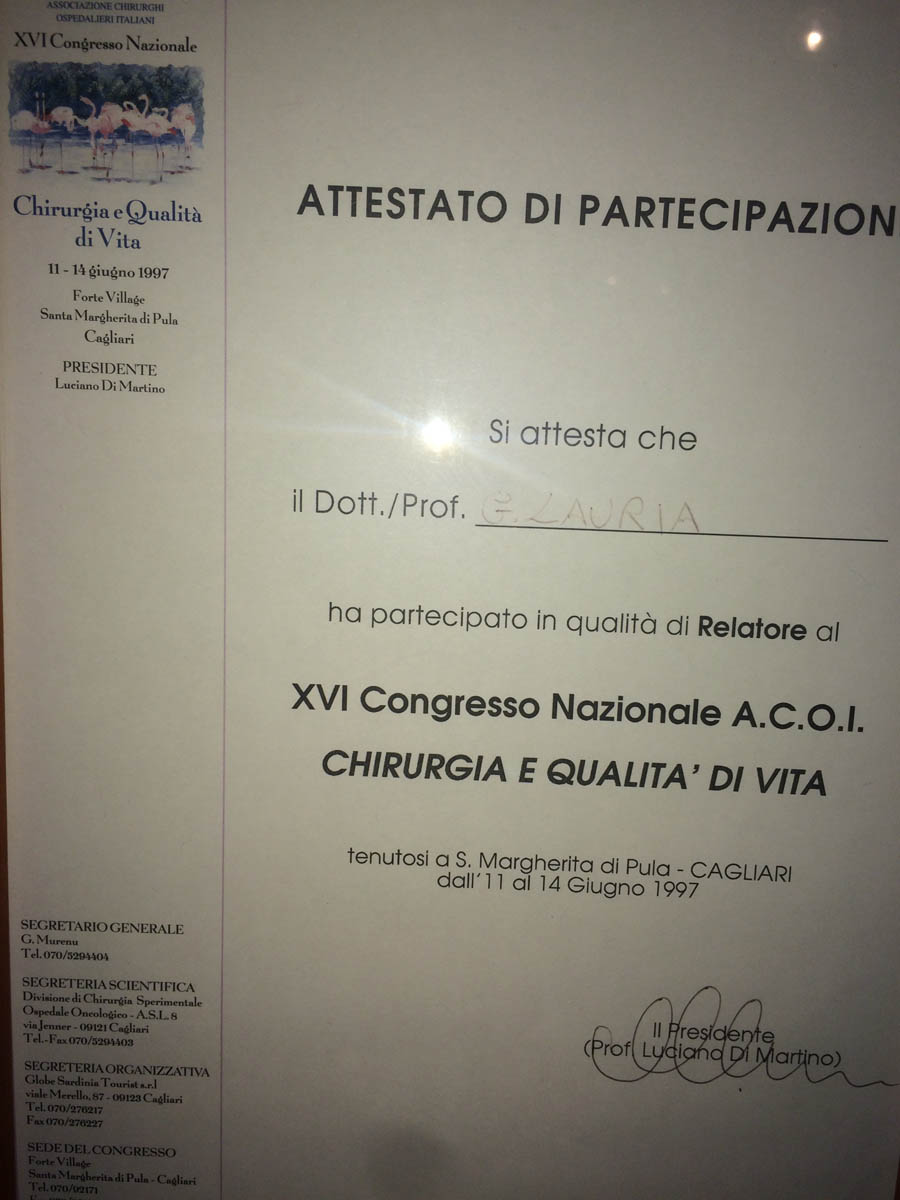 ASSOCIAZIONE CHIRURGHI
OSPEDALIERI ITALIANI
XVI Congresso Nazionale
Chirurgia e Qualità
di Vita
11 - 14 giugno 1997
Forte Village
Santa Margherita di Pula
Cagliari
PRESIDENTE
Luciano Di Martino
ATTESTATO DI PARTECIPAZION
Si attesta che
il Dott./Prof. G. LAURIA
ha partecipato in qualità di Relatore al
XVI Congresso Nazionale A.C.O.I.
CHIRURGIA E QUALITA' DI VITA
tenutosi a S. Margherita di Pula - CAGLIARI
dall'11 al 14 Giugno 1997
Il Presidente
(Prof. Luciano Di Martino)
SEGRETARIO GENERALE
G. Murenu
Tel. 070/5294404
SEGRETERIA SCIENTIFICA
Divisione di Chirurgia Sperimentale
Ospedale Oncologico - A.S.L. 8
via Jenner - 09121 Cagliari
Tel.-Fax 070/5294403
SEGRETERIA ORGANIZZATIVA
Globe Sardinia Tourist s.r.l
viale Merello, 87 - 09123 Cagliari
Tel. 070/276217
Fax 070/276227
SEDE DEL CONGRESSO
Forte Village
Santa Margherita di Pula - Cagliari
Tel. 070/92171